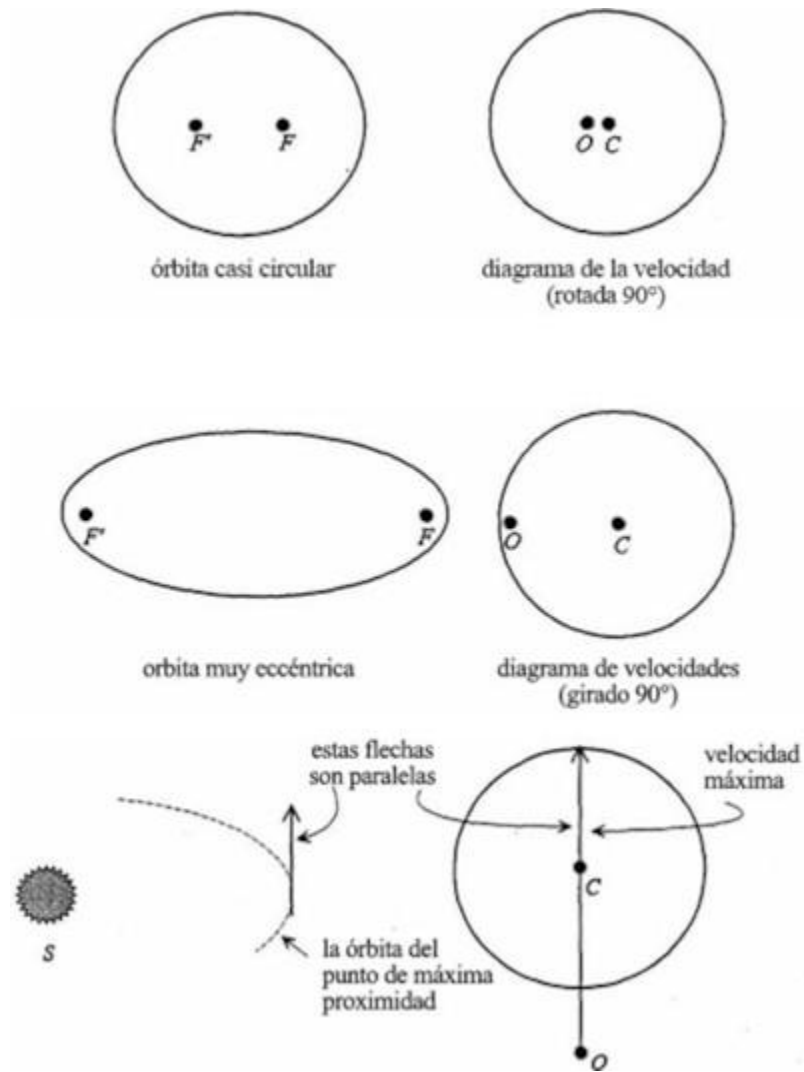 F' F
O C
órbita casi circular
diagrama de la velocidad
(rotada 90°)
F' F
O C
orbita muy eccéntrica
diagrama de velocidades
(girado 90°)
estas flechas
son paralelas
velocidad
máxima
C
S
la órbita del
punto de máxima
proximidad
O